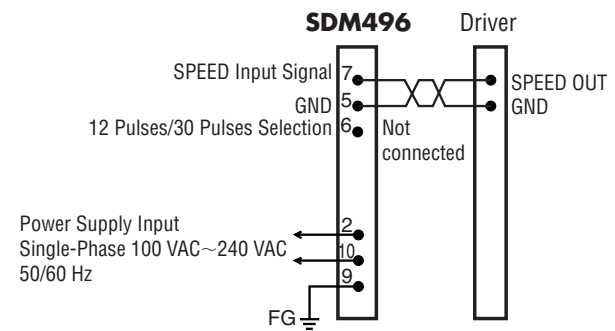 SDM496 Driver
SPEED Input Signal 7 SPEED OUT
GND 5 GND
12 Pulses/30 Pulses Selection 6 Not
connected
Power Supply Input 2
Single-Phase 100 VAC~240 VAC 10
50/60 Hz 9
FG